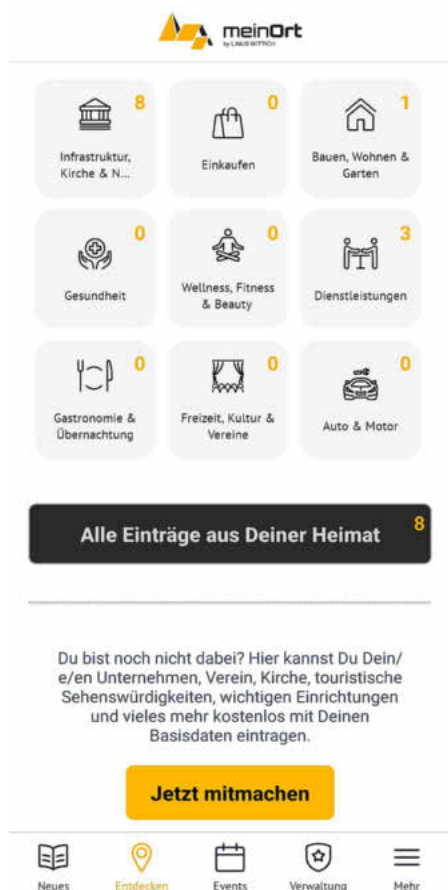 meinOrt
by LINUS WITTICH
8
Infrastruktur,
Kirche & N...
0
Einkaufen
1
Bauen, Wohnen &
Garten
0
Gesundheit
0
Wellness, Fitness
& Beauty
3
Dienstleistungen
0
Gastronomie &
Übernachtung
0
Freizeit, Kultur &
Vereine
0
Auto & Motor
Alle Einträge aus Deiner Heimat
8
Du bist noch nicht dabei? Hier kannst Du Dein/
e/en Unternehmen, Verein, Kirche, touristische
Sehenswürdigkeiten, wichtigen Einrichtungen
und vieles mehr kostenlos mit Deinen
Basisdaten eintragen.
Jetzt mitmachen
Neues
Entdecken
Events
Verwaltung
Mehr